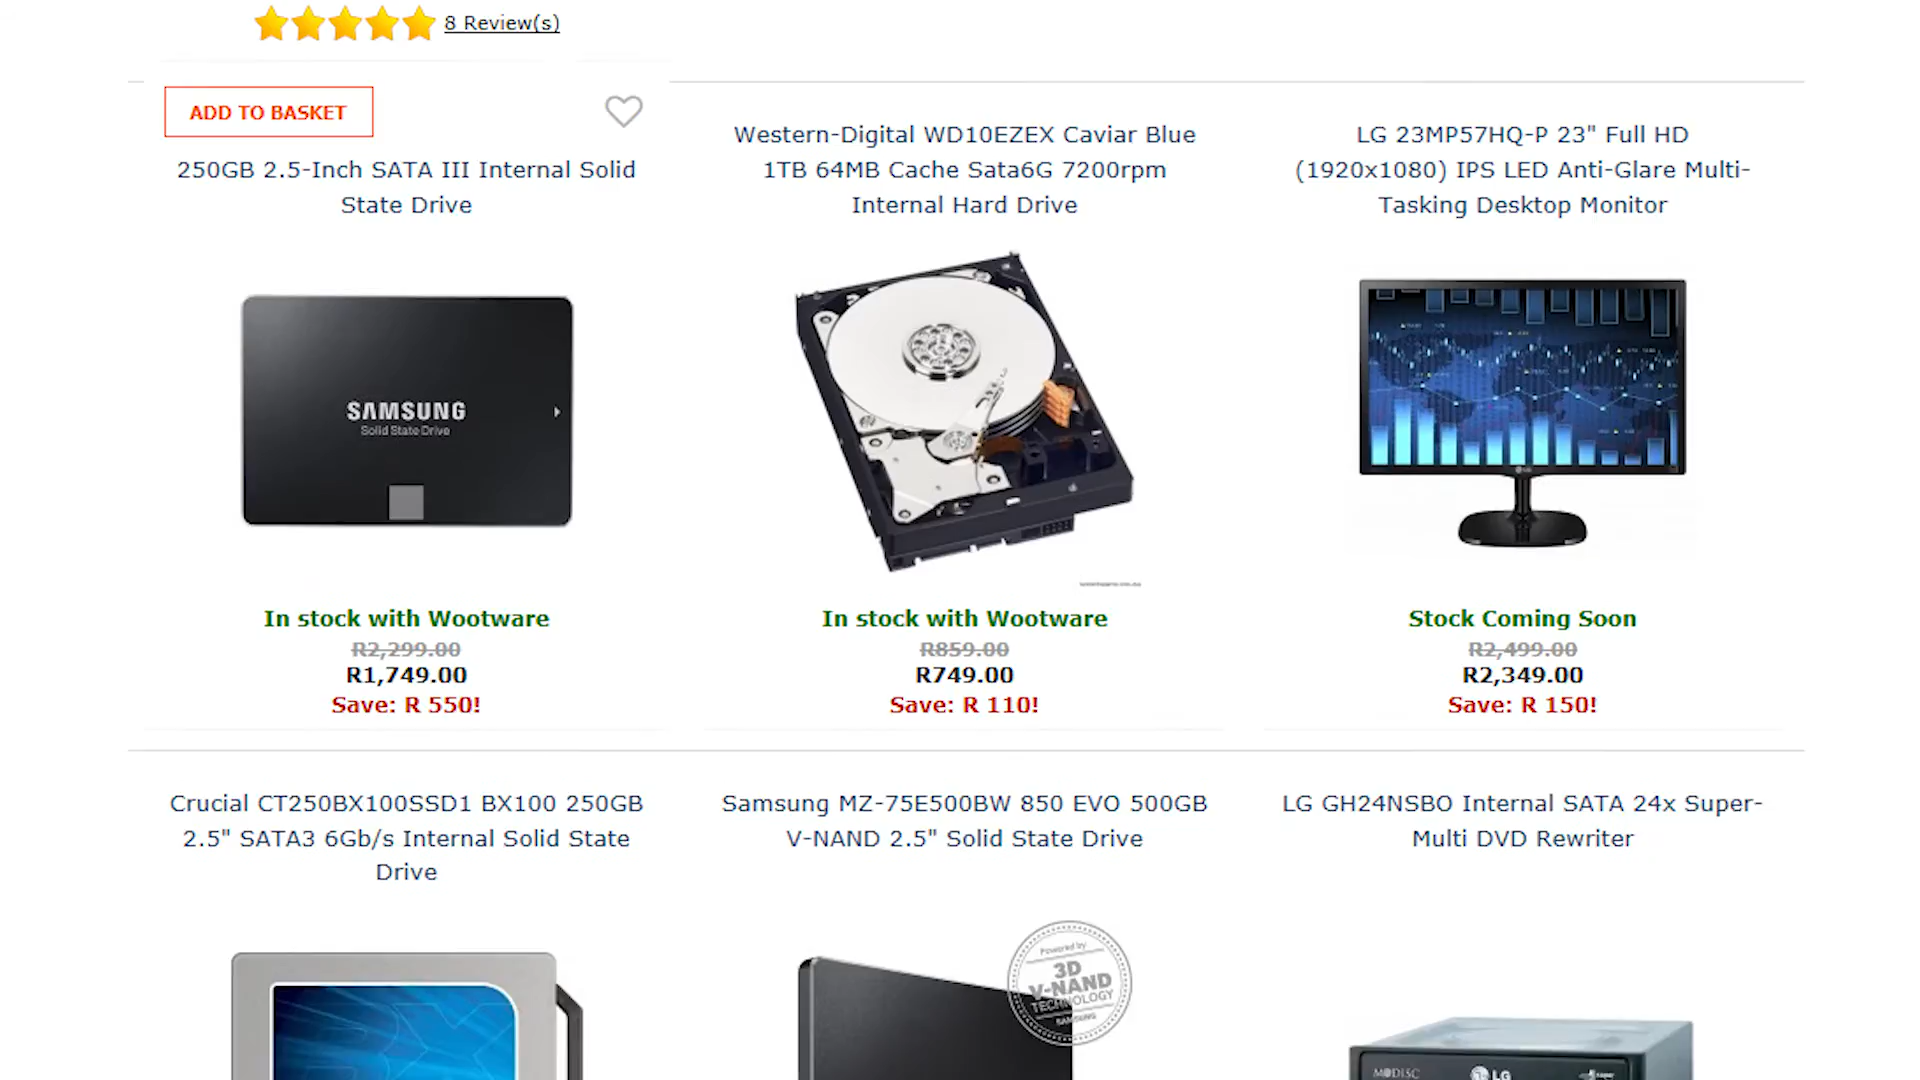 8 Review(s)
ADD TO BASKET
250GB 2.5-Inch SATA III Internal Solid
State Drive
SAMSUNG
Solid State Drive
In stock with Wootware
R2,299.00
R1,749.00
Save: R 550!
Western-Digital WD10EZEX Caviar Blue
1TB 64MB Cache Sata6G 7200rpm
Internal Hard Drive
In stock with Wootware
R859.00
R749.00
Save: R 110!
LG 23MP57HQ-P 23" Full HD
(1920x1080) IPS LED Anti-Glare Multi-
Tasking Desktop Monitor
Stock Coming Soon
R2,499.00
R2,349.00
Save: R 150!
Crucial CT250BX100SSD1 BX100 250GB
2.5" SATA3 6Gb/s Internal Solid State
Drive
Samsung MZ-75E500BW 850 EVO 500GB
V-NAND 2.5" Solid State Drive
Powered by
3D
V-NAND
TECHNOLOGY
SAMSUNG
LG GH24NSBO Internal SATA 24x Super-
Multi DVD Rewriter
M-DISC
LG